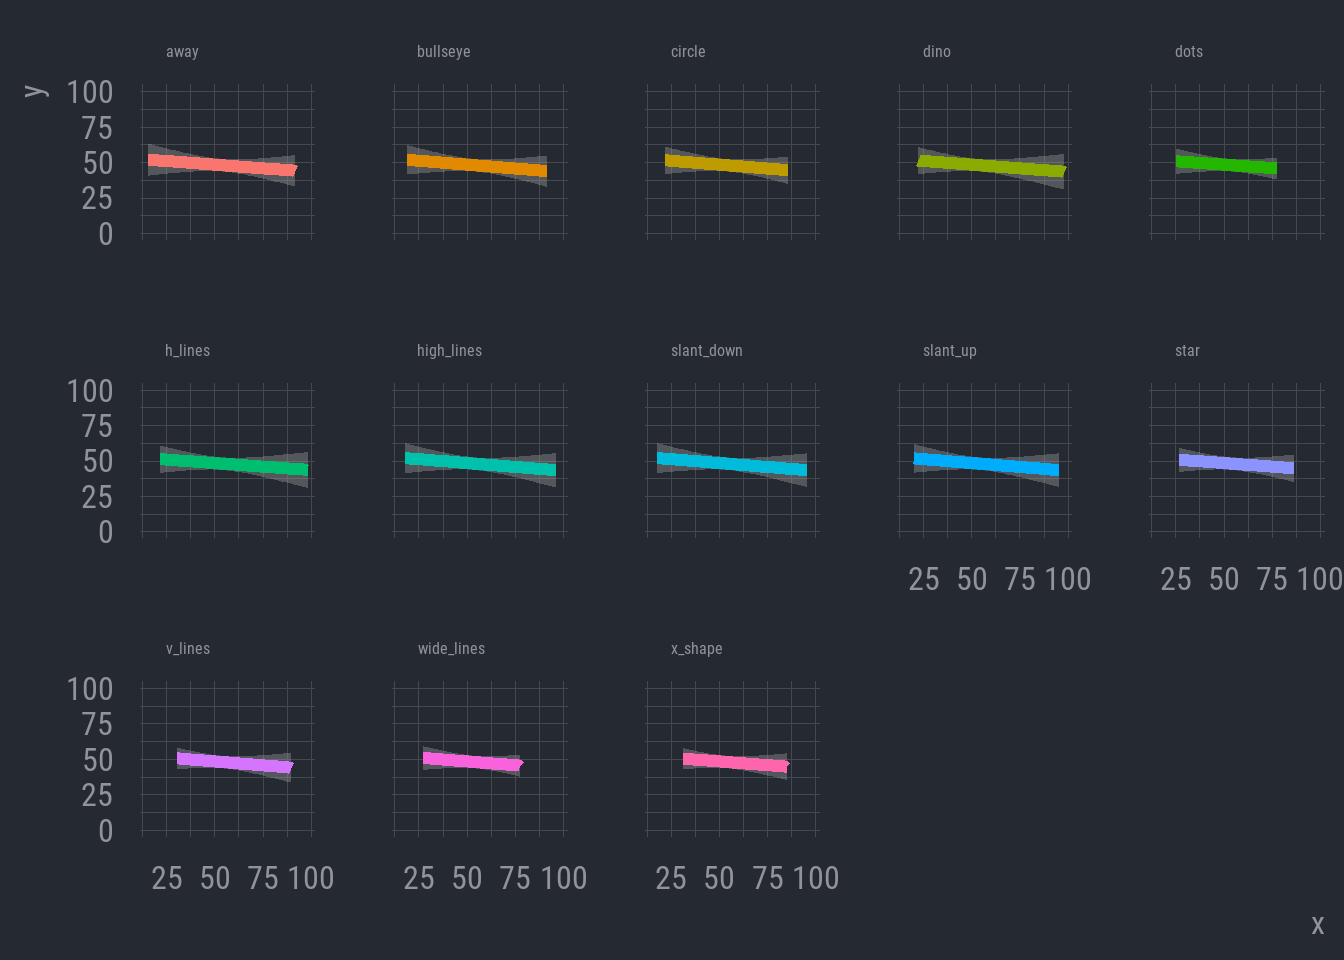 away bullseye circle dino dots
y
100
75
50
25
0
h_lines high_lines slant_down slant_up star
100
75
50
25
0
25 50 75 100 25 50 75 100
v_lines wide_lines x_shape
100
75
50
25
0
25 50 75 100 25 50 75 100 25 50 75 100
x